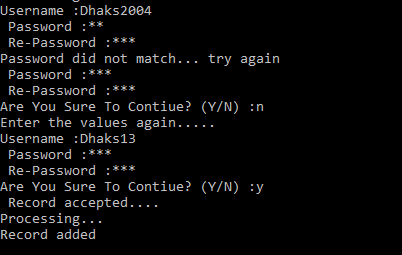 Username :Dhaks2004
Password :**
Re-Password :***
Password did not match... try again
Password :***
Re-Password :***
Are You Sure To Contiue? (Y/N) :n
Enter the values again.....
Username :Dhaks13
Password :***
Re-Password :***
Are You Sure To Contiue? (Y/N) :y
Record accepted....
Processing...
Record added